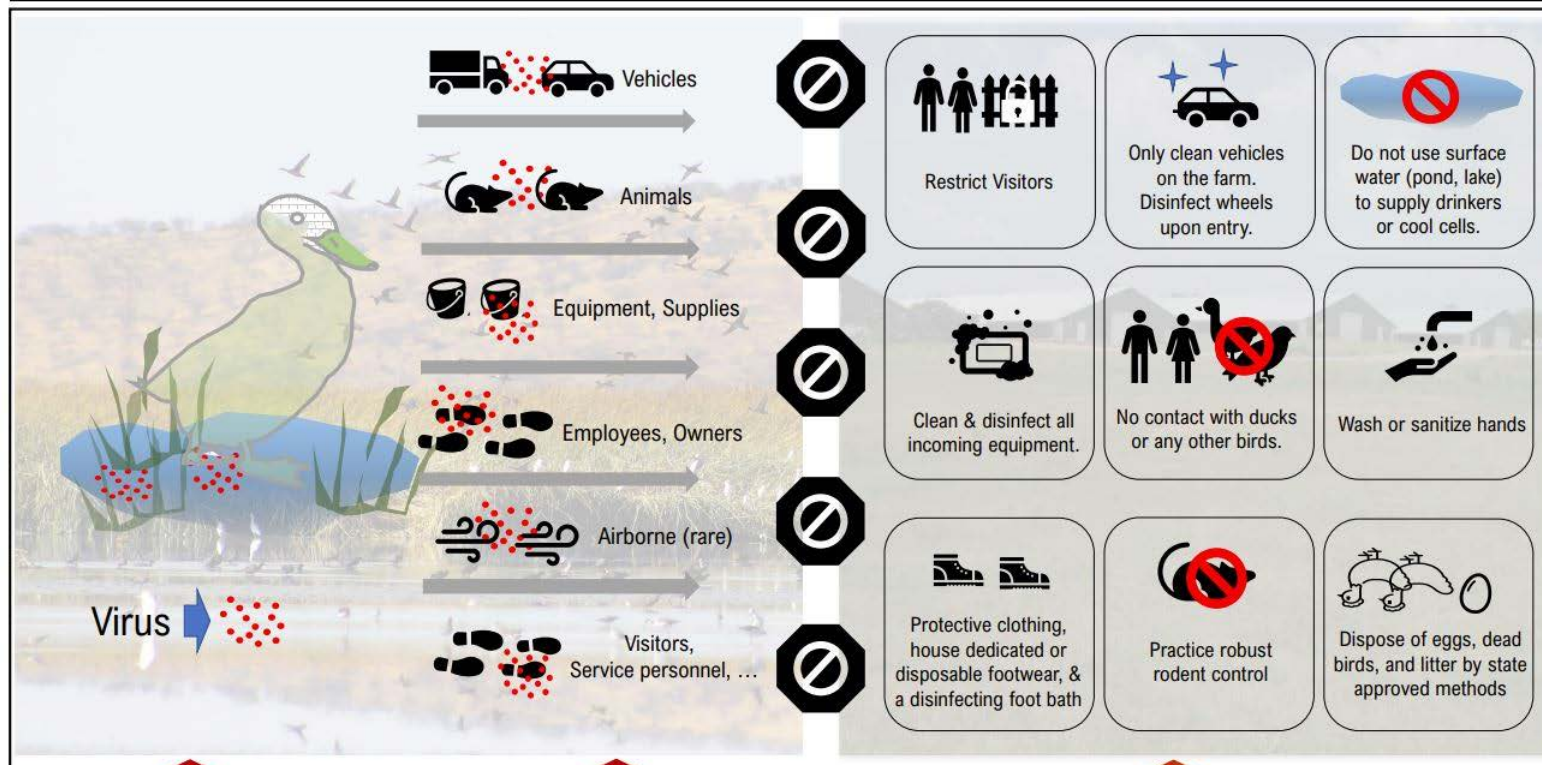 Vehicles
Animals
Equipment, Supplies
Employees, Owners
Airborne (rare)
Virus
Visitors,
Service personnel, ...
Restrict Visitors
Only clean vehicles
on the farm.
Disinfect wheels
upon entry.
Do not use surface
water (pond, lake)
to supply drinkers
or cool cells.
Clean & disinfect all
incoming equipment.
No contact with ducks
or any other birds.
Wash or sanitize hands
Protective clothing,
house dedicated or
disposable footwear, &
a disinfecting foot bath
Practice robust
rodent control
Dispose of eggs, dead
birds, and litter by state
approved methods